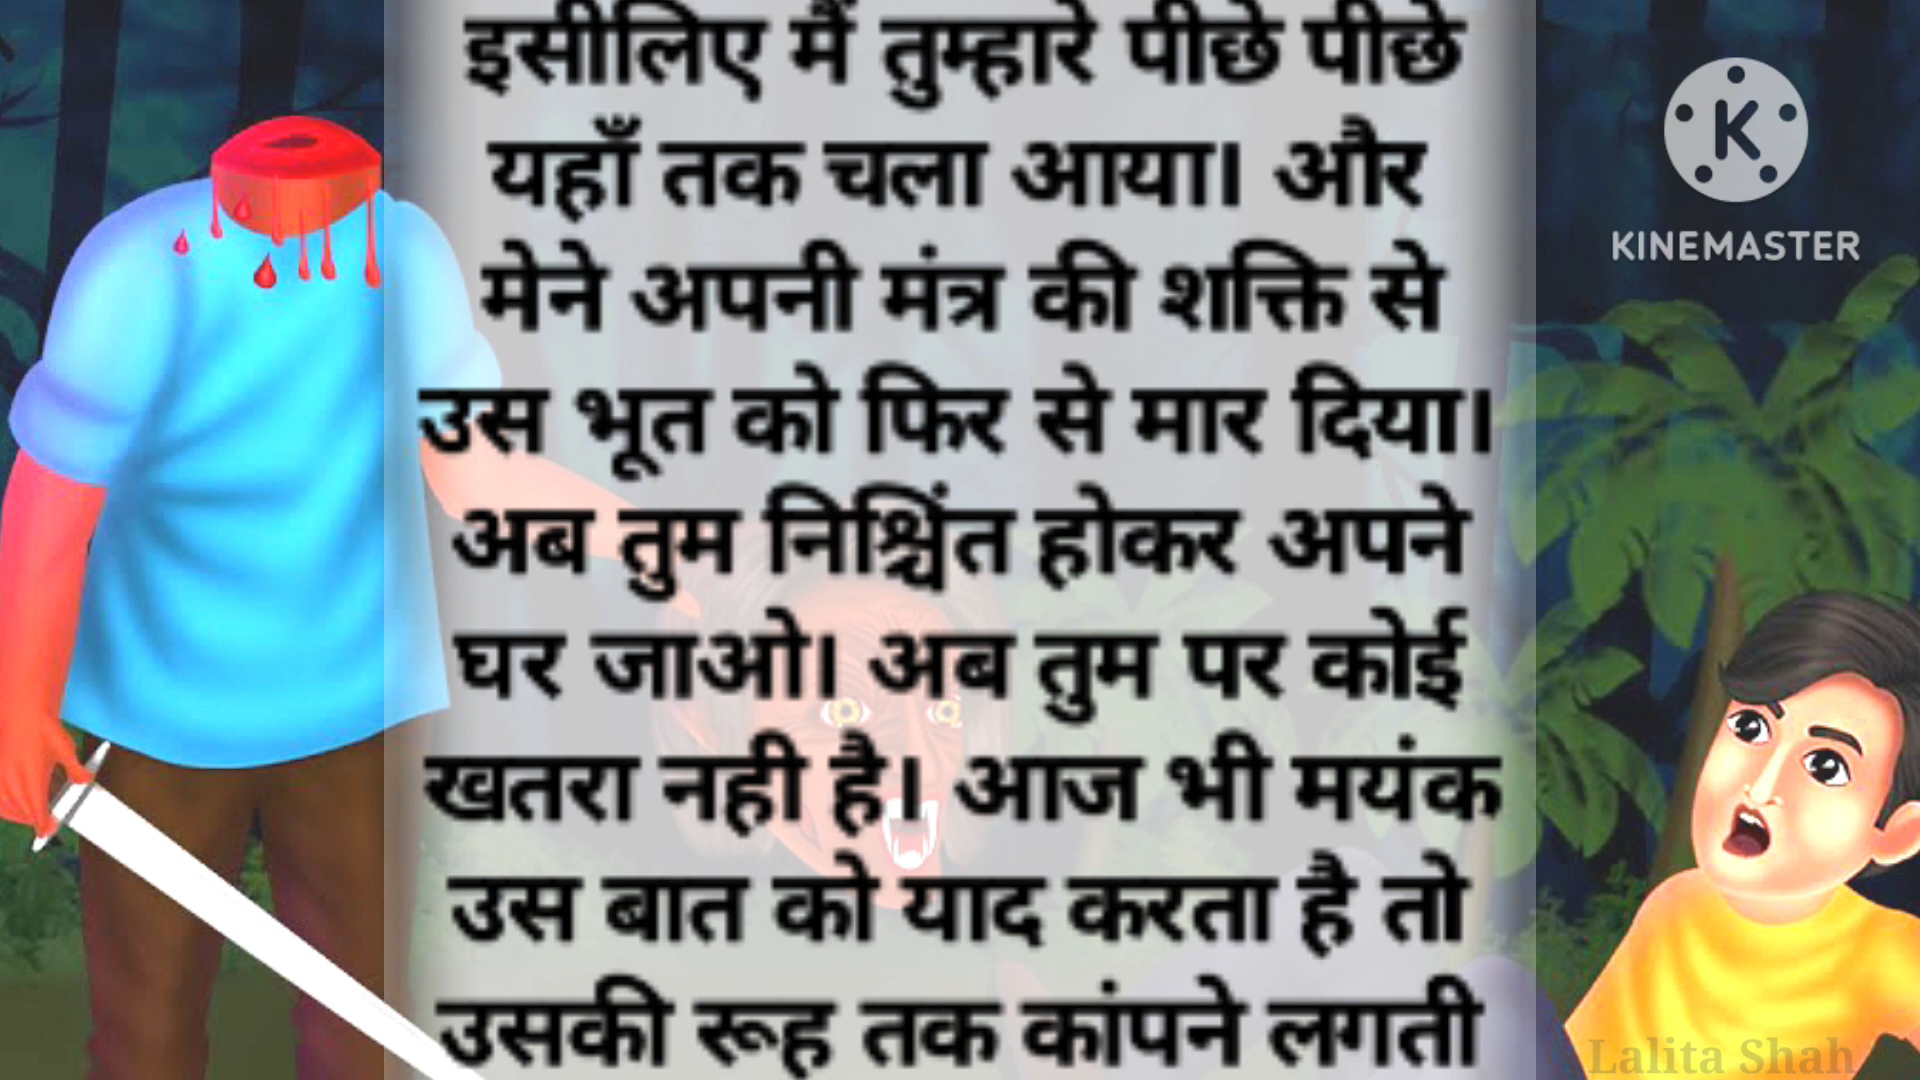 इसीलिए मैं तुम्हारे पीछे पीछे
यहाँ तक चला आया। और
मेने अपनी मंत्र की शक्ति से
उस भूत को फिर से मार दिया।
अब तुम निश्चिंत होकर अपने
घर जाओ। अब तुम पर कोई
खतरा नही है। आज भी मयंक
उस बात को याद करता है तो
उसकी रूह तक कांपने लगती
K
KINEMASTER
Lalita Shah